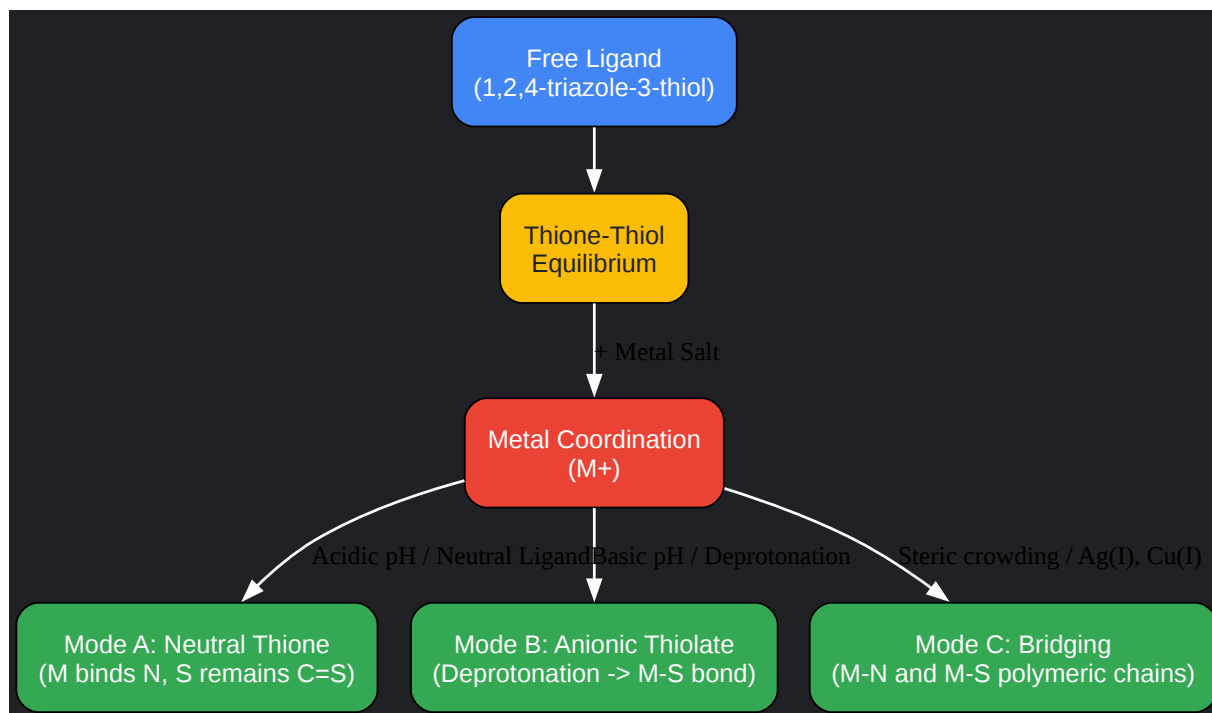 Free Ligand
(1,2,4-triazole-3-thiol)
Thione-Thiol
Equilibrium
+ Metal Salt
Metal Coordination
(M+)
Acidic pH / Neutral Ligand
Basic pH / Deprotonation
Steric crowding / Ag(I), Cu(I)
Mode A: Neutral Thione
(M binds N, S remains C=S)
Mode B: Anionic Thiolate
(Deprotonation -> M-S bond)
Mode C: Bridging
(M-N and M-S polymeric chains)